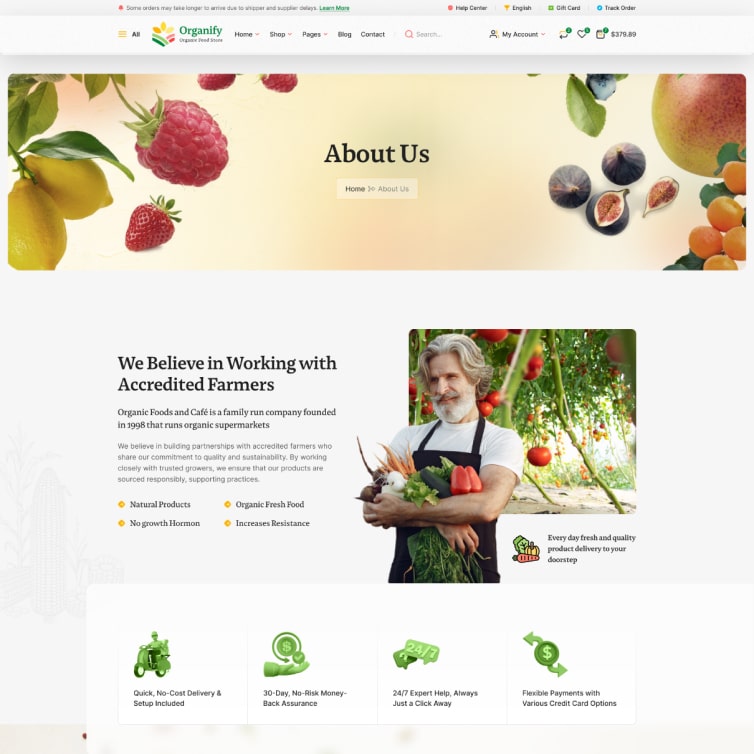 Some orders may take longer to arrive due to shipper and supplier delays. Learn More
Help Center
English
Gift Card
Track Order
All
Organify
Organic Food Store
Home
Shop
Pages
Blog
Contact
Search...
My Account
$379.89
About Us
Home
About Us
We Believe in Working with
Accredited Farmers
Organic Foods and Café is a family run company founded
in 1998 that runs organic supermarkets
We believe in building partnerships with accredited farmers who
share our commitment to quality and sustainability. By working
closely with trusted growers, we ensure that our products are
sourced responsibly, supporting practices.
Natural Products
Organic Fresh Food
No growth Hormon
Increases Resistance
Every day fresh and quality
product delivery to your
doorstep
24/7
Quick, No-Cost Delivery &
Setup Included
30-Day, No-Risk Money-
Back Assurance
24/7 Expert Help, Always
Just a Click Away
Flexible Payments with
Various Credit Card Options